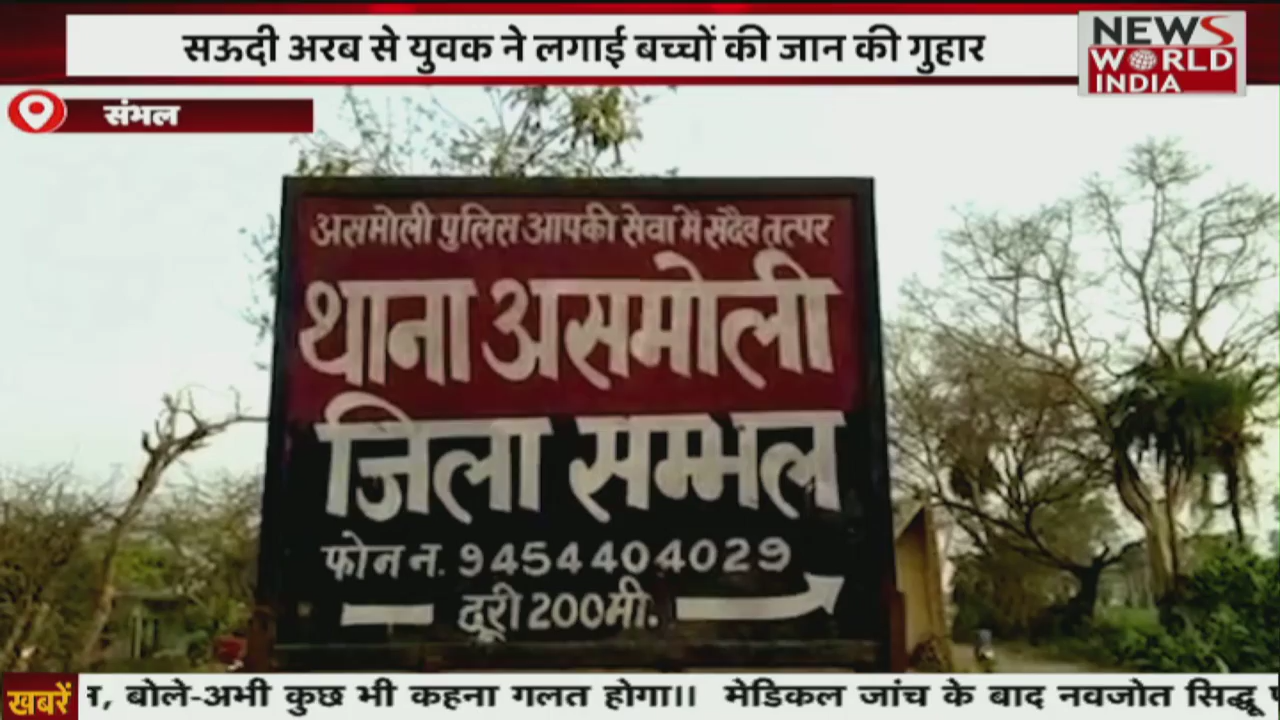 सऊदी अरब से युवक ने लगाई बच्चों की जान की गुहार
NEWS
WORLD
INDIA
संभल
असमोली पुलिस आपकी सेवा में सदैव तत्पर
थाना असमोली
जिला सम्भल
फोन न. 9454404029
दूरी 200मी.
खबरें
, बोले-अभी कुछ भी कहना गलत होगा।। मेडिकल जांच के बाद नवजोत सिद्धू